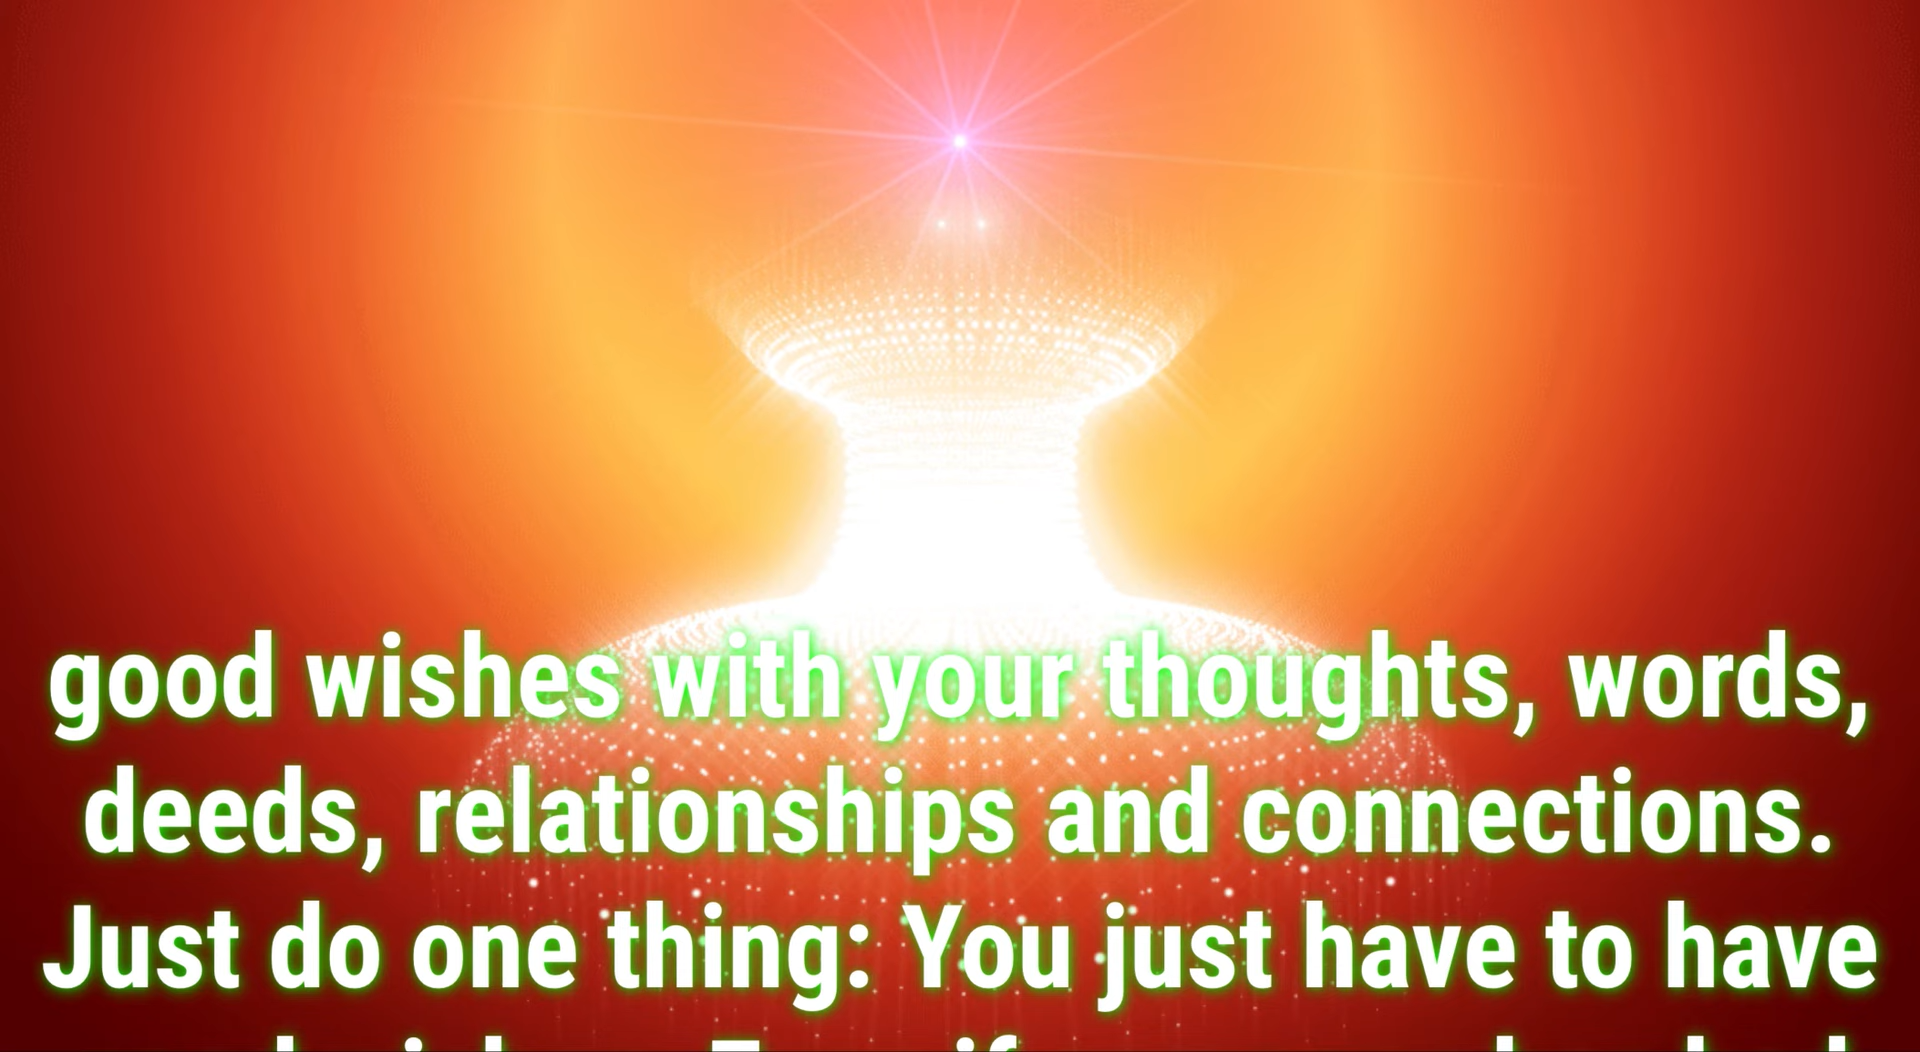 good wishes with your thoughts, words,
deeds, relationships and connections.
Just do one thing: You just have to have